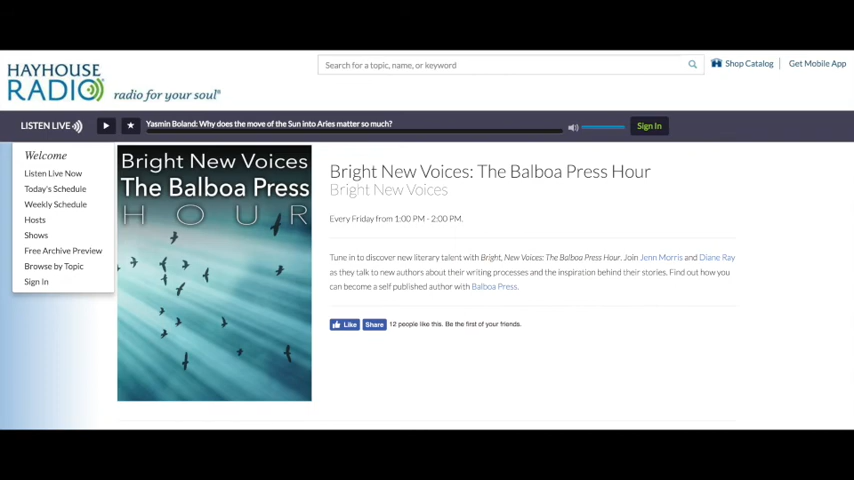 HAYHOUSE
RADIO
radio for your soul®
Search for a topic, name, or keyword
Shop Catalog
Get Mobile App
LISTEN LIVE
Yasmin Boland: Why does the move of the Sun into Aries matter so much?
Sign In
Welcome
Listen Live Now
Today's Schedule
Weekly Schedule
Hosts
Shows
Free Archive Preview
Browse by Topic
Sign In
Bright New Voices
The Balboa Press
HOUR
Bright New Voices: The Balboa Press Hour
Bright New Voices
Every Friday from 1:00 PM - 2:00 PM.
Tune in to discover new literary talent with Bright, New Voices: The Balboa Press Hour. Join Jenn Morris and Diane Ray
as they talk to new authors about their writing processes and the inspiration behind their stories. Find out how you
can become a self published author with Balboa Press.
Like
Share
12 people like this. Be the first of your friends.